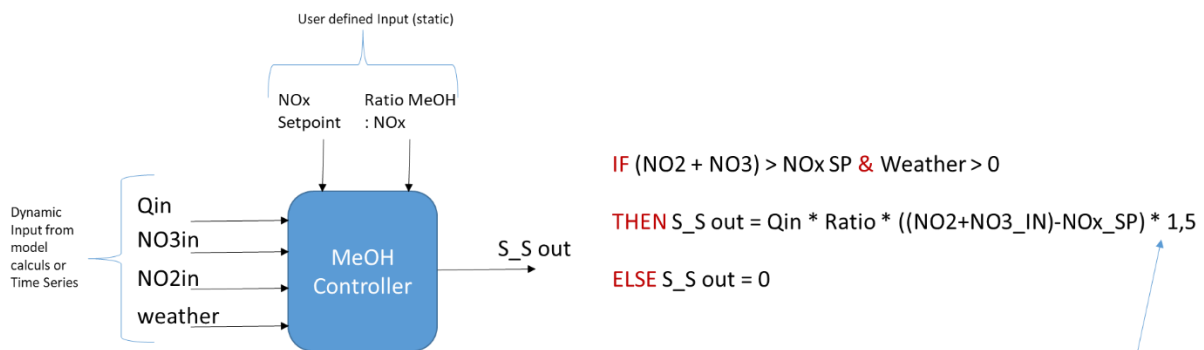 User defined Input (static)
NOx
Setpoint
Ratio MeOH
: NOx
Dynamic
Input from
model
calculs or
Time Series
Qin
NO3in
NO2in
weather
MeOH
Controller
S_S out
IF (NO2 + NO3) > NOx SP & Weather > 0
THEN S_S out = Qin * Ratio * ((NO2+NO3_IN)-NOx_SP) * 1,5
ELSE S_S out = 0